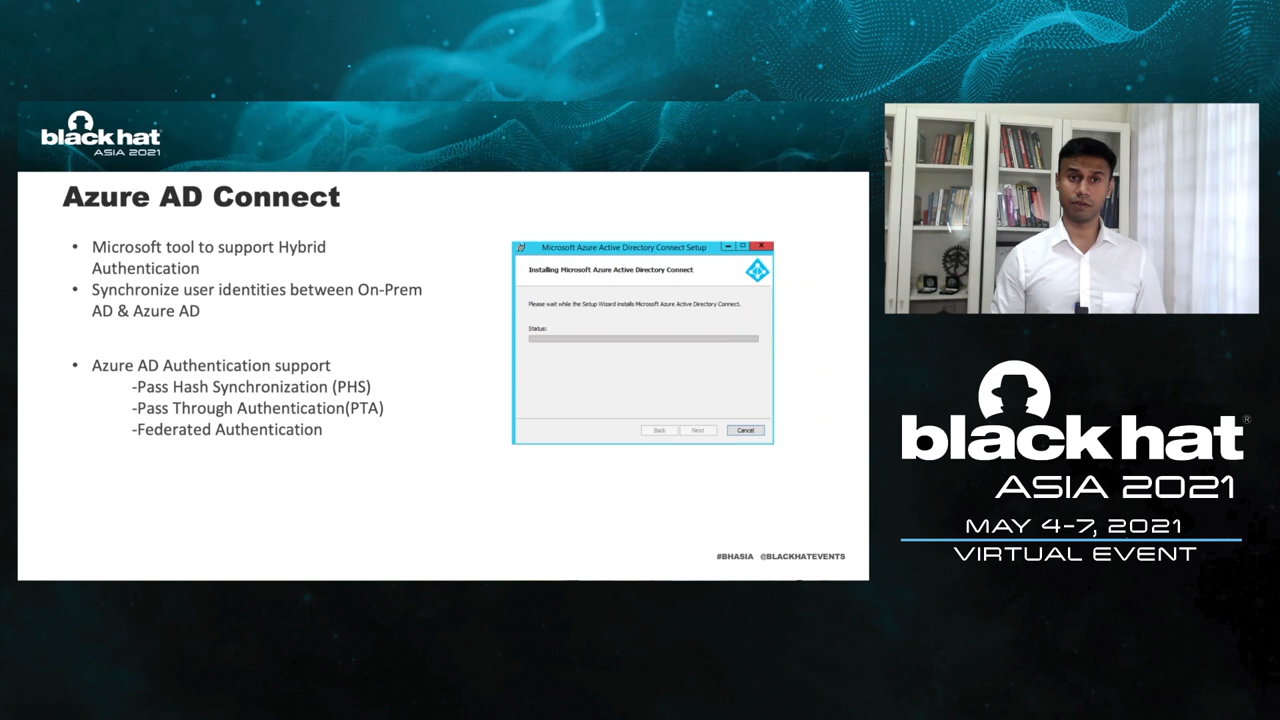 black hat
ASIA 2021
Azure AD Connect
• Microsoft tool to support Hybrid
Authentication
• Synchronize user identities between On-Prem
AD & Azure AD
• Azure AD Authentication support
-Pass Hash Synchronization (PHS)
-Pass Through Authentication(PTA)
-Federated Authentication
Microsoft Azure Active Directory Connect Setup
Installing Microsoft Azure Active Directory Connect
Please wait while the Setup Wizard installs Microsoft Azure Active Directory Connect.
Status:
Back Next Cancel
#BHASIA @BLACKHATEVENTS
black hat®
ASIA 2021
MAY 4-7, 2021
VIRTUAL EVENT